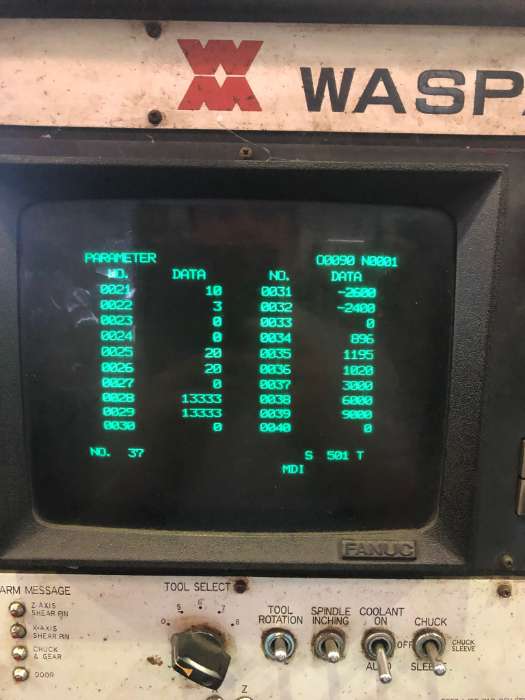 WASP
PARAMETER O0090 N0001
NO. DATA NO. DATA
0021 10 0031 -2600
0022 3 0032 -2400
0023 0 0033 0
0024 0 0034 896
0025 20 0035 1195
0026 20 0036 1020
0027 0 0037 3000
0028 13333 0038 6000
0029 13333 0039 9000
0030 0 0040 0
NO. 37 S 501 T
MDI
FANUC
ARM MESSAGE
Z-AXIS
SHEAR PIN
X-AXIS
SHEAR PIN
CHUCK
& GEAR
DOOR
TOOL SELECT
5 6 7
8
TOOL
ROTATION
SPINDLE
INCHING
COOLANT
ON
OFF
AUTO
CHUCK
CHUCK
SLEEVE
Z